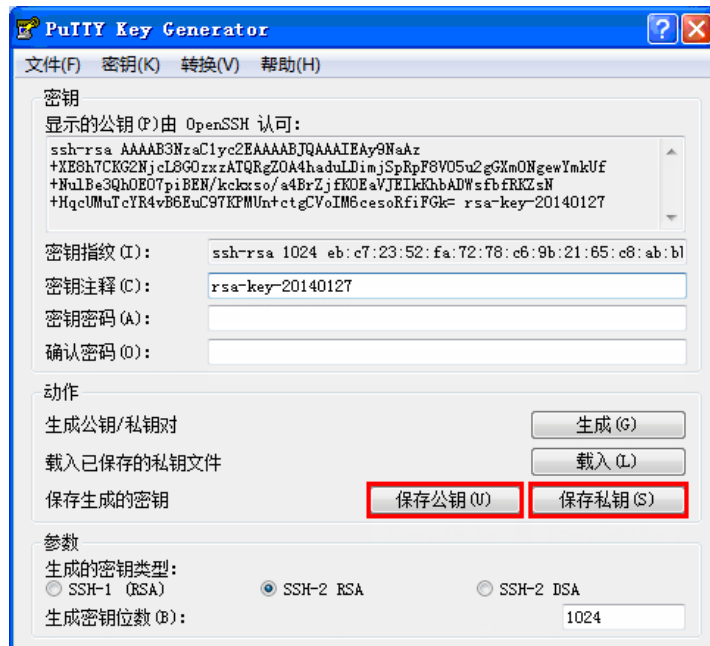 PuTTY Key Generator
文件(F) 密钥(K) 转换(V) 帮助(H)
密钥
显示的公钥(P)由 OpenSSH 认可:
ssh-rsa AAAAB3NzaC1yc2EAAAABJQAAAIEAy9NaAz
+XE8h7CKG2NjcL8GOzxzATQRgZOA4haduLDimjSpRpF8VO5u2gGXmONgewYmkUf
+NulBe3QhOEO7piBEN/kckxso/a4BrZjfKOEaVJEIkKhbADWsfbfRKZsN
+HqcUMuTcYR4vB6EuC97KPMUn+ctgCVoIM6cesoRfiFGk= rsa-key-20140127
密钥指纹(I): ssh-rsa 1024 eb:c7:23:52:fa:72:78:c6:9b:21:65:c8:ab:bl
密钥注释(C): rsa-key-20140127
密钥密码(A):
确认密码(O):
动作
生成公钥/私钥对 生成(G)
载入已保存的私钥文件 载入(L)
保存生成的密钥 保存公钥(U) 保存私钥(S)
参数
生成的密钥类型:
SSH-1 (RSA) SSH-2 RSA SSH-2 DSA
生成密钥位数(B): 1024